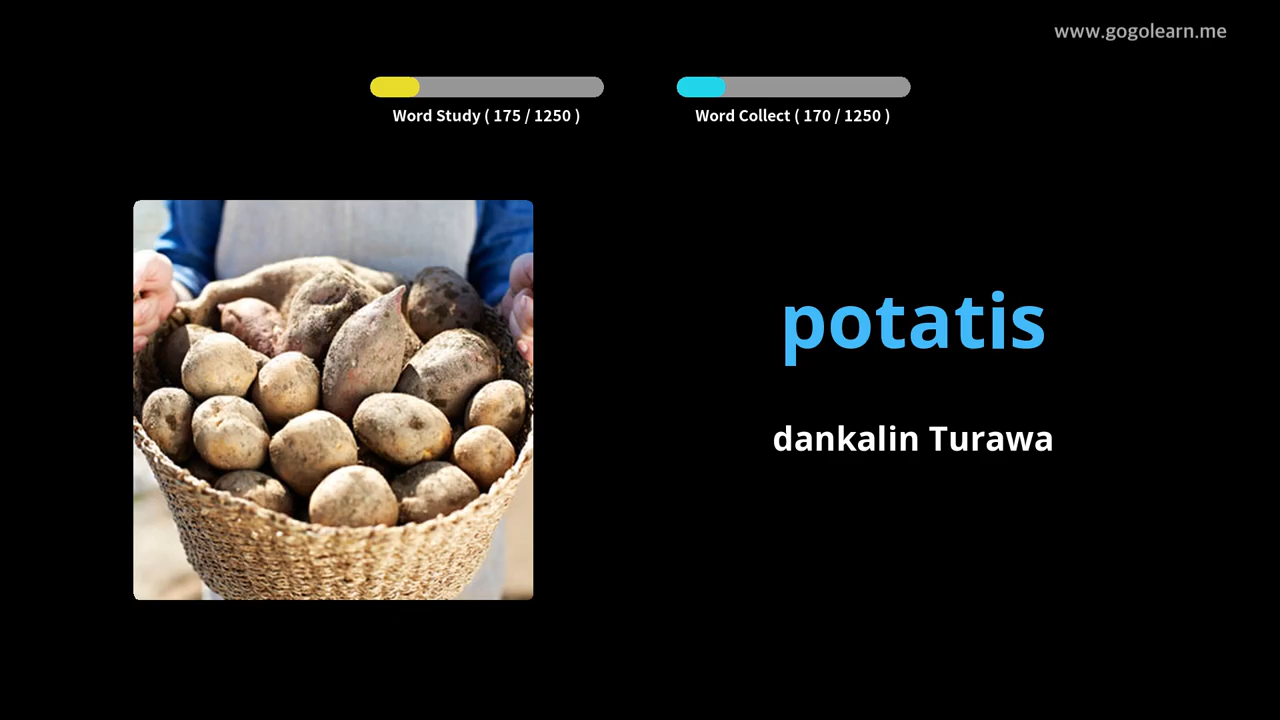 www.gogolearn.me
Word Study ( 175 / 1250 )
Word Collect ( 170 / 1250 )
potatis
dankalin Turawa